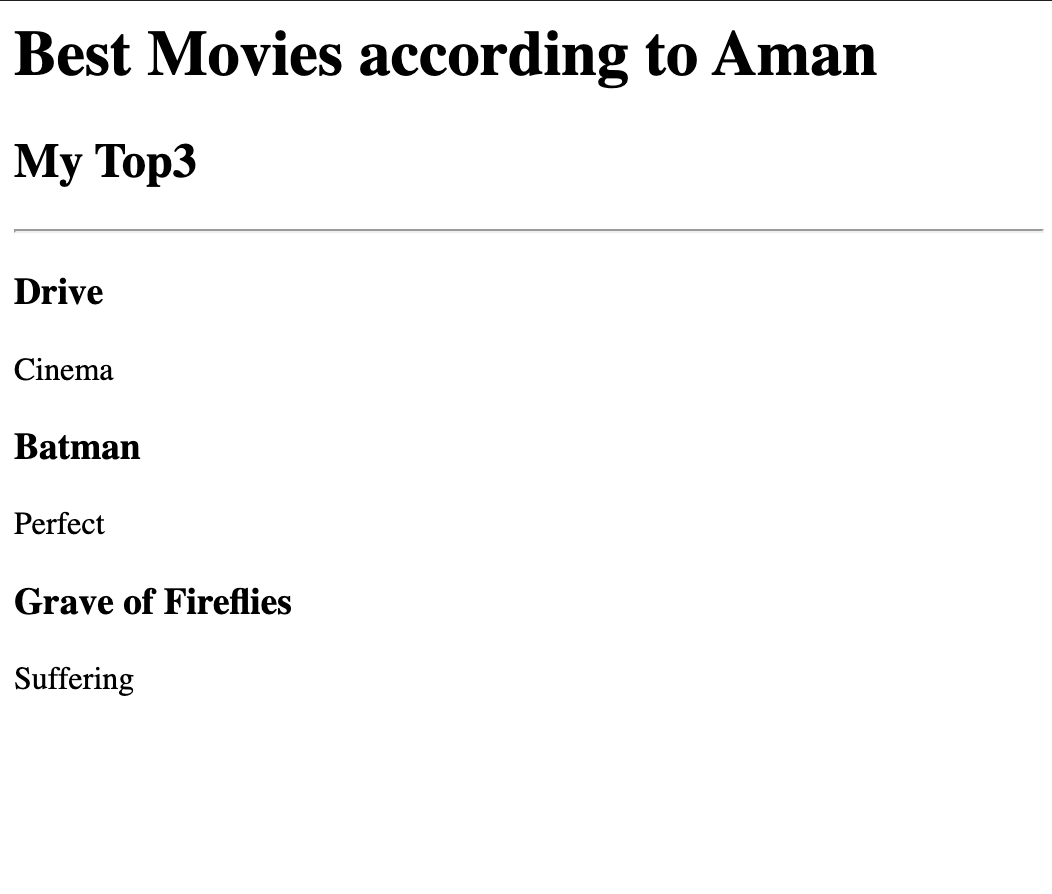 Best Movies according to Aman
My Top3
Drive
Cinema
Batman
Perfect
Grave of Fireflies
Suffering